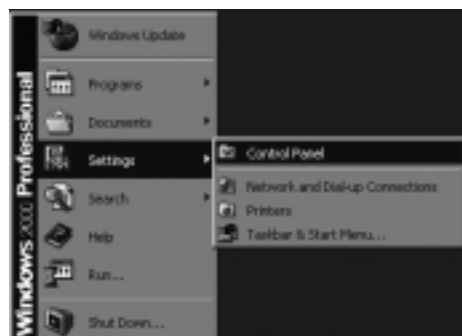 Windows 2000 Professional
Windows Update
Programs
Documents
Settings
Search
Help
Run...
Shut Down...
Control Panel
Network and Dial-up Connections
Printers
Taskbar & Start Menu...